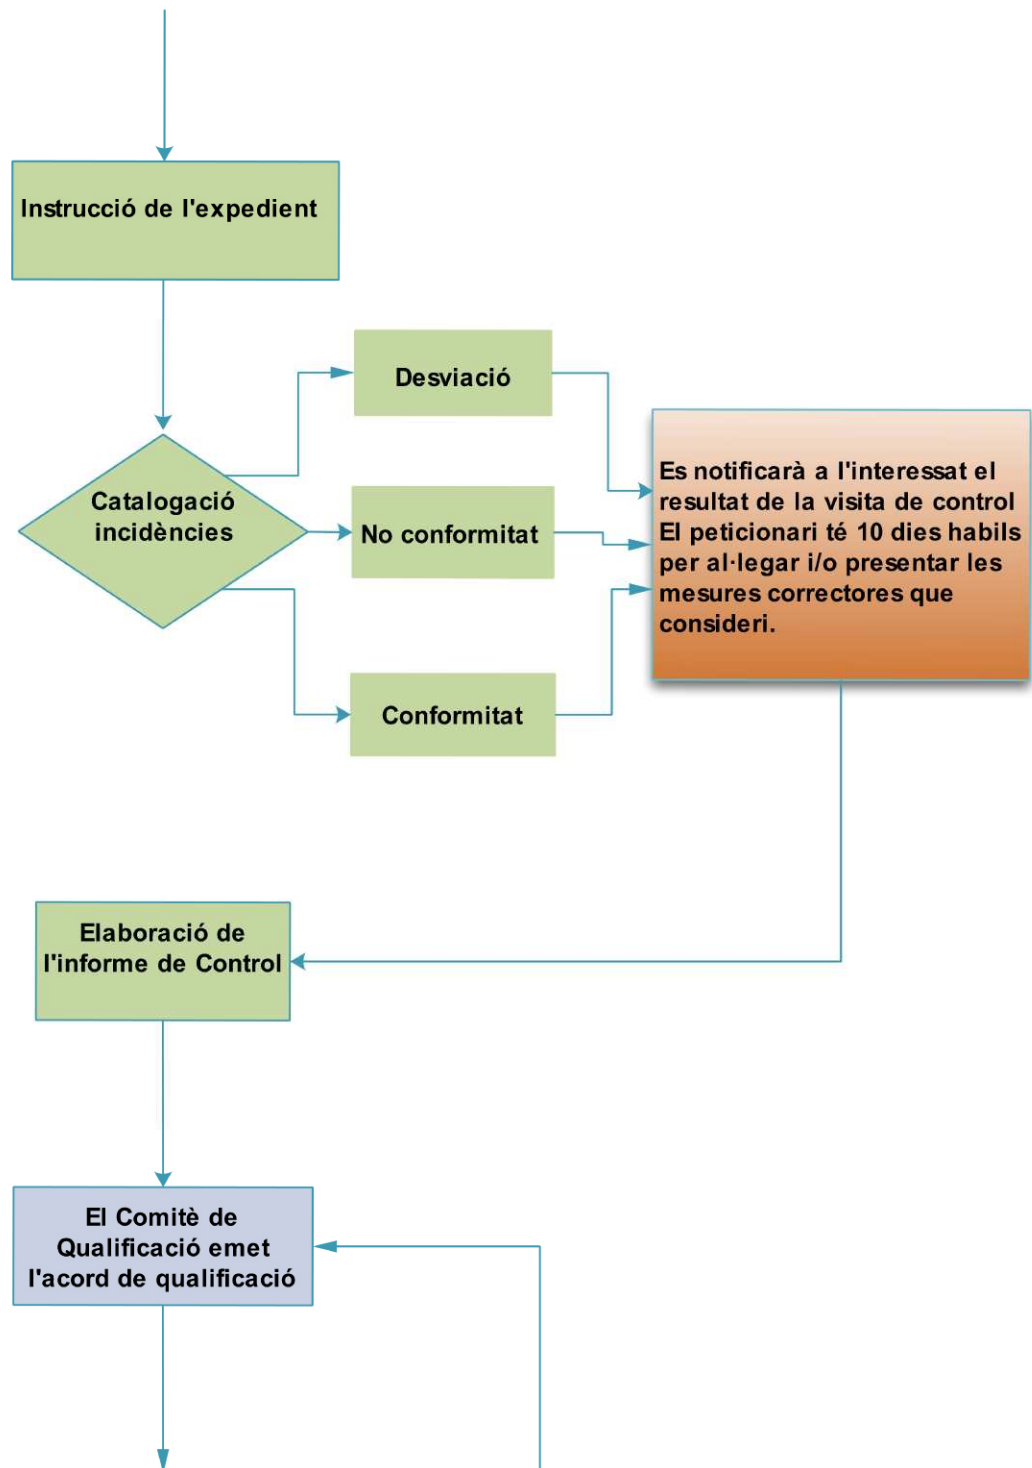 Instrucció de l'expedient
Desviació
Catalogació
incidències
No conformitat
Conformitat
Es notificarà a l'interessat el
resultat de la visita de control
El peticionari té 10 dies habils
per al·legar i/o presentar les
mesures correctores que
consideri.
Elaboració de
l'informe de Control
El Comitè de
Qualificació emet
l'acord de qualificació